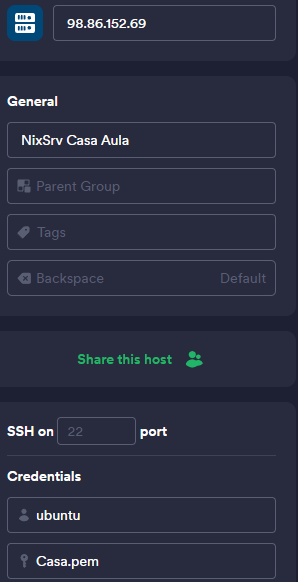 98.86.152.69
General
NixSrv Casa Aula
Parent Group
Tags
Backspace Default
Share this host
SSH on 22 port
Credentials
ubuntu
Casa.pem